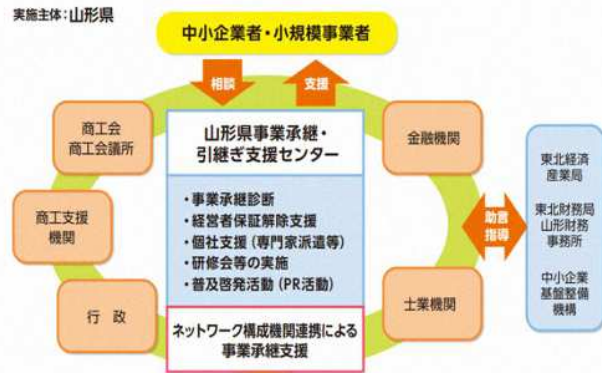 実施主体：山形県
中小企業者・小規模事業者
相談
支援
商工会
商工会議所
商工支援
機関
行　政
山形県事業承継・
引継ぎ支援センター
・事業承継診断
・経営者保証解除支援
・個社支援（専門家派遣等）
・研修会等の実施
・普及啓発活動（PR活動）
ネットワーク構成機関連携による
事業承継支援
金融機関
士業機関
助言
指導
東北経済
産業局
東北財務局
山形財務
事務所
中小企業
基盤整備
機構